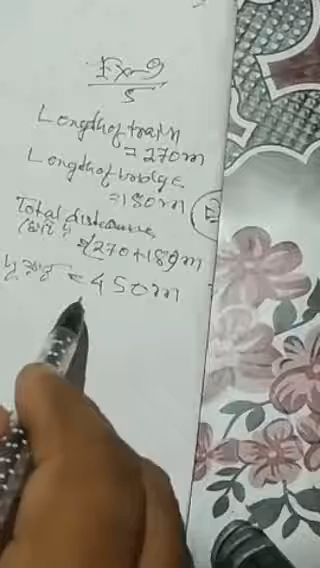 Ex-9
5
Length of train
= 270m
Length of bridge
= 180m
Total distance
= (270+180)m
= 450m